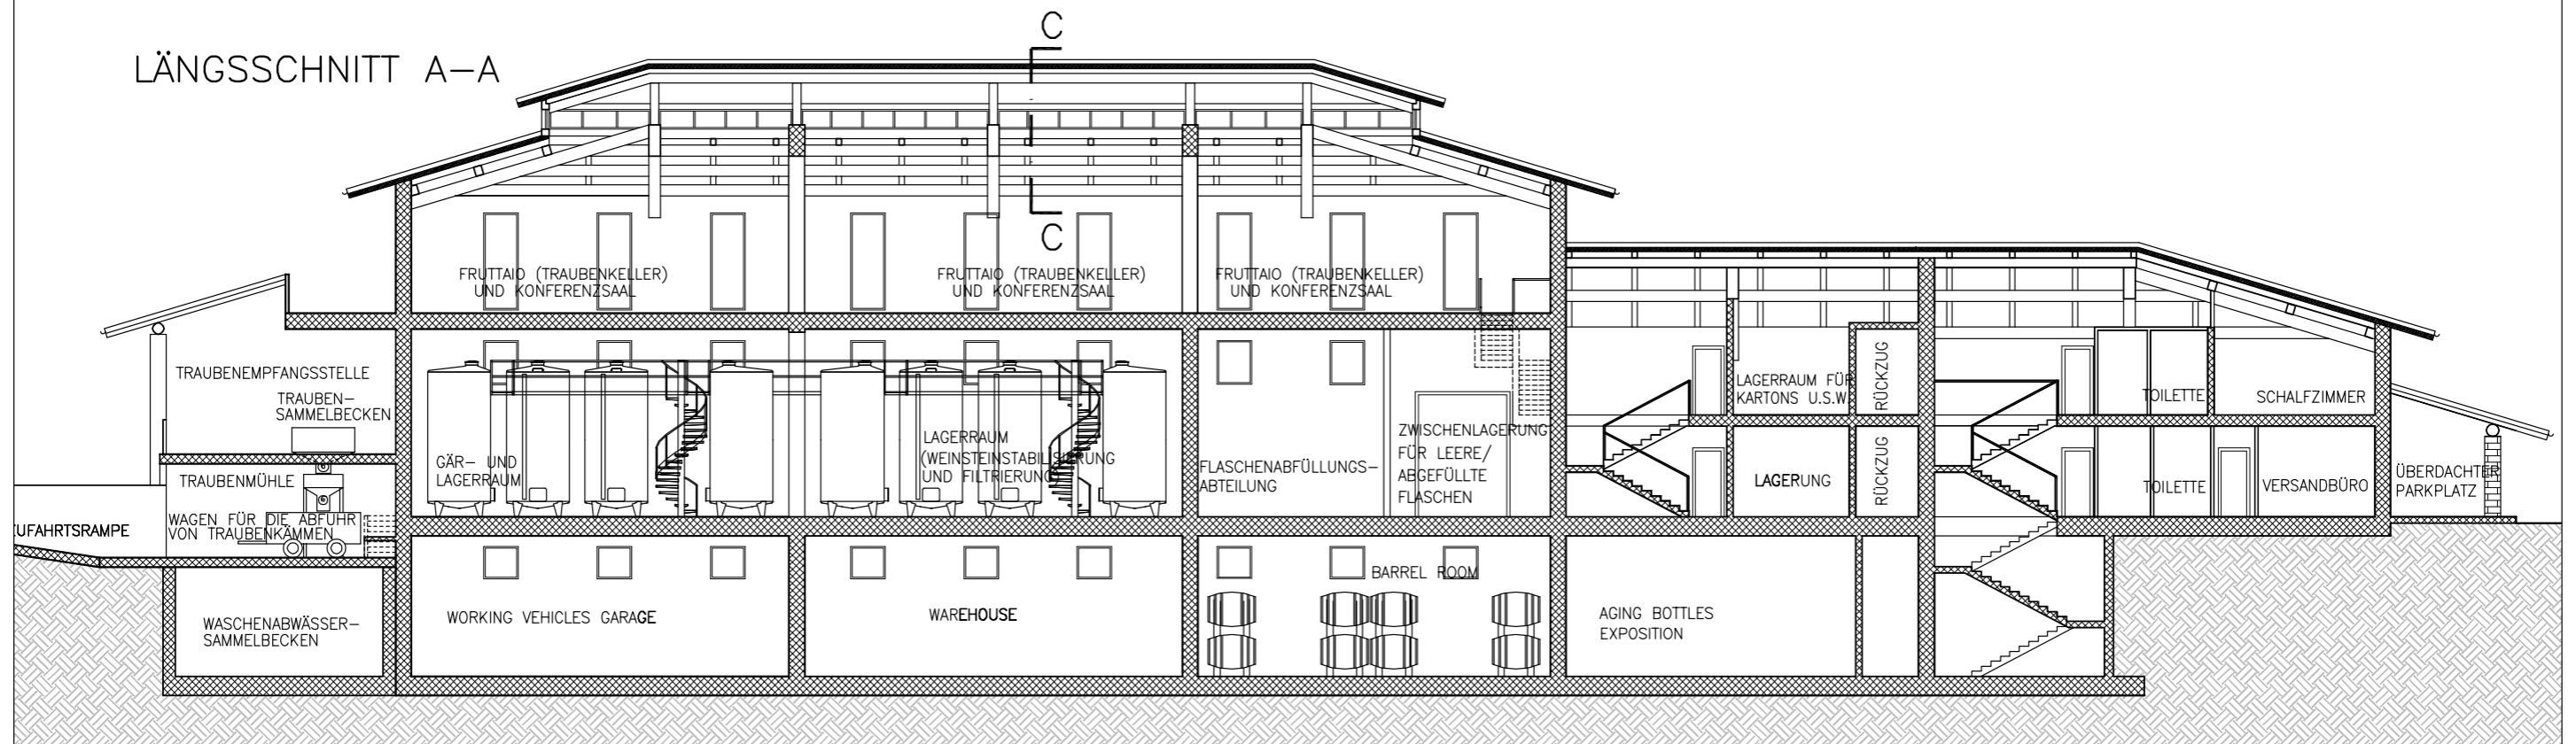 C
LÄNGSSCHNITT A-A
C
FRUTTAIO (TRAUBENKELLER)
UND KONFERENZSAAL
FRUTTAIO (TRAUBENKELLER)
UND KONFERENZSAAL
FRUTTAIO (TRAUBENKELLER)
UND KONFERENZSAAL
TRAUBENEMPFANGSSTELLE
TRAUBEN-
SAMMELBECKEN
LAGERRAUM FÜR
KARTONS U.S.W
RÜCKZUG
TOILETTE
SCHALFZIMMER
TRAUBENMÜHLE
WAGEN FÜR DIE ABFUHR
VON TRAUBENKÄMMEN
UFAHRTSRAMPE
GÄR- UND
LAGERRAUM
LAGERRAUM
(WEINSTEINSTABILISIERUNG
UND FILTRIERUNG)
FLASCHENABFÜLLUNGS-
ABTEILUNG
ZWISCHENLAGERUNG
FÜR LEERE/
ABGEFÜLLTE
FLASCHEN
LAGERUNG
RÜCKZUG
TOILETTE
VERSANDBÜRO
ÜBERDACHTER
PARKPLATZ
WASCHENABWÄSSER-
SAMMELBECKEN
WORKING VEHICLES GARAGE
WAREHOUSE
BARREL ROOM
AGING BOTTLES
EXPOSITION